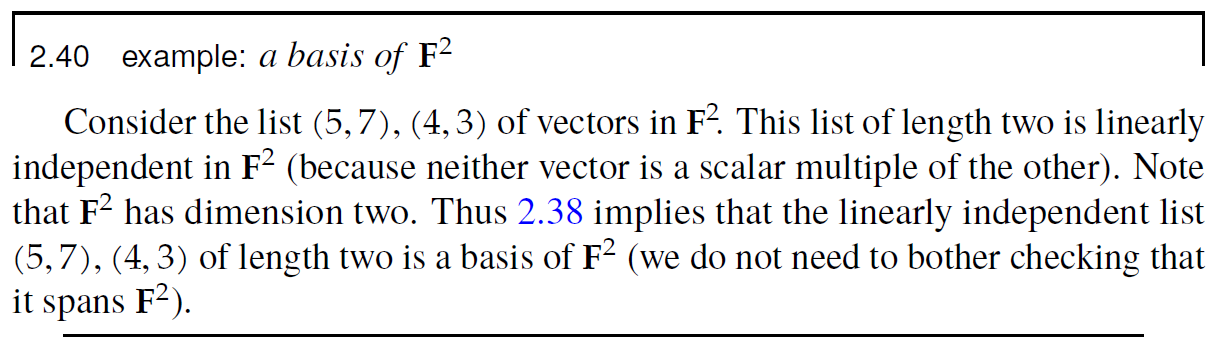 2.40 example: a basis of F²
Consider the list (5, 7), (4, 3) of vectors in F². This list of length two is linearly
independent in F² (because neither vector is a scalar multiple of the other). Note
that F² has dimension two. Thus 2.38 implies that the linearly independent list
(5, 7), (4, 3) of length two is a basis of F² (we do not need to bother checking that
it spans F²).